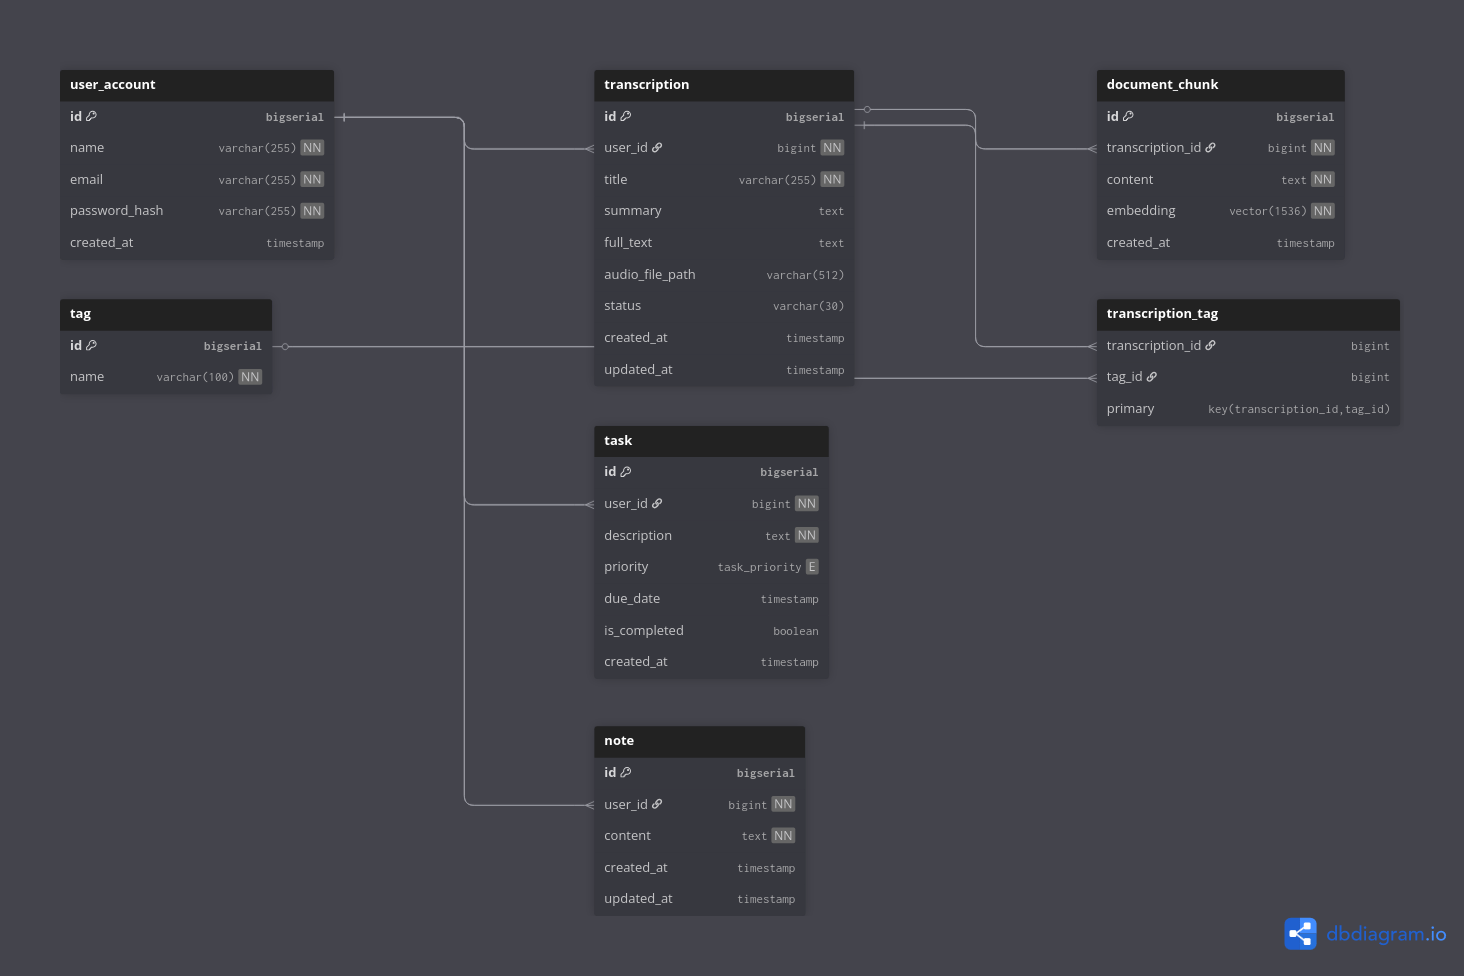 user_account
id bigserial
name varchar(255) NN
email varchar(255) NN
password_hash varchar(255) NN
created_at timestamp
tag
id bigserial
name varchar(100) NN
transcription
id bigserial
user_id bigint NN
title varchar(255) NN
summary text
full_text text
audio_file_path varchar(512)
status varchar(30)
created_at timestamp
updated_at timestamp
task
id bigserial
user_id bigint NN
description text NN
priority task_priority E
due_date timestamp
is_completed boolean
created_at timestamp
note
id bigserial
user_id bigint NN
content text NN
created_at timestamp
updated_at timestamp
document_chunk
id bigserial
transcription_id bigint NN
content text NN
embedding vector(1536) NN
created_at timestamp
transcription_tag
transcription_id bigint
tag_id bigint
primary key(transcription_id,tag_id)
dbdiagram.io